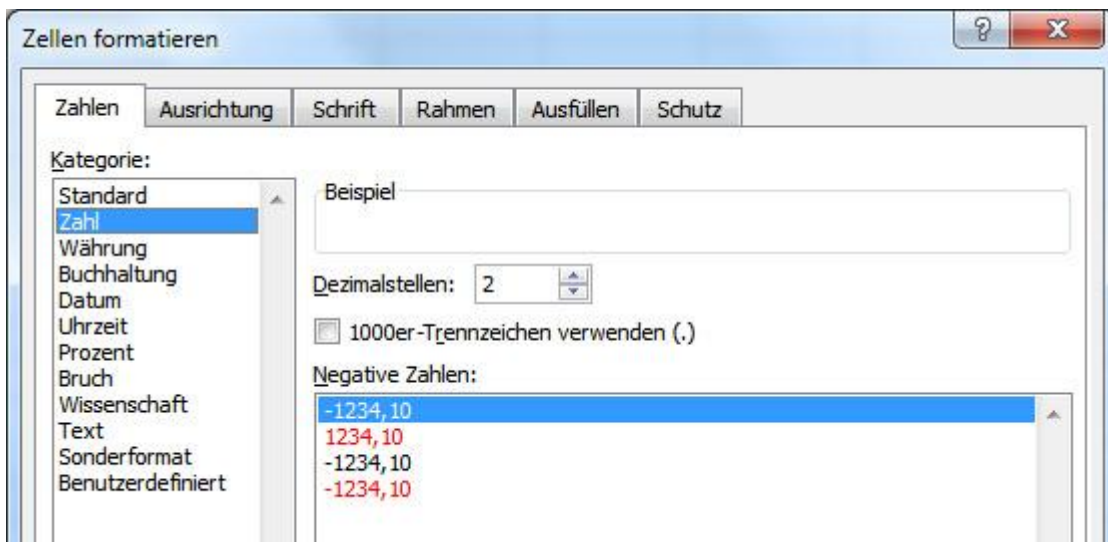 Zellen formatieren
Zahlen Ausrichtung Schrift Rahmen Ausfüllen Schutz
Kategorie:
Standard
Zahl
Währung
Buchhaltung
Datum
Uhrzeit
Prozent
Bruch
Wissenschaft
Text
Sonderformat
Benutzerdefiniert
Beispiel
Dezimalstellen: 2
1000er-Trennzeichen verwenden (.)
Negative Zahlen:
-1234,10
1234,10
-1234,10
-1234,10